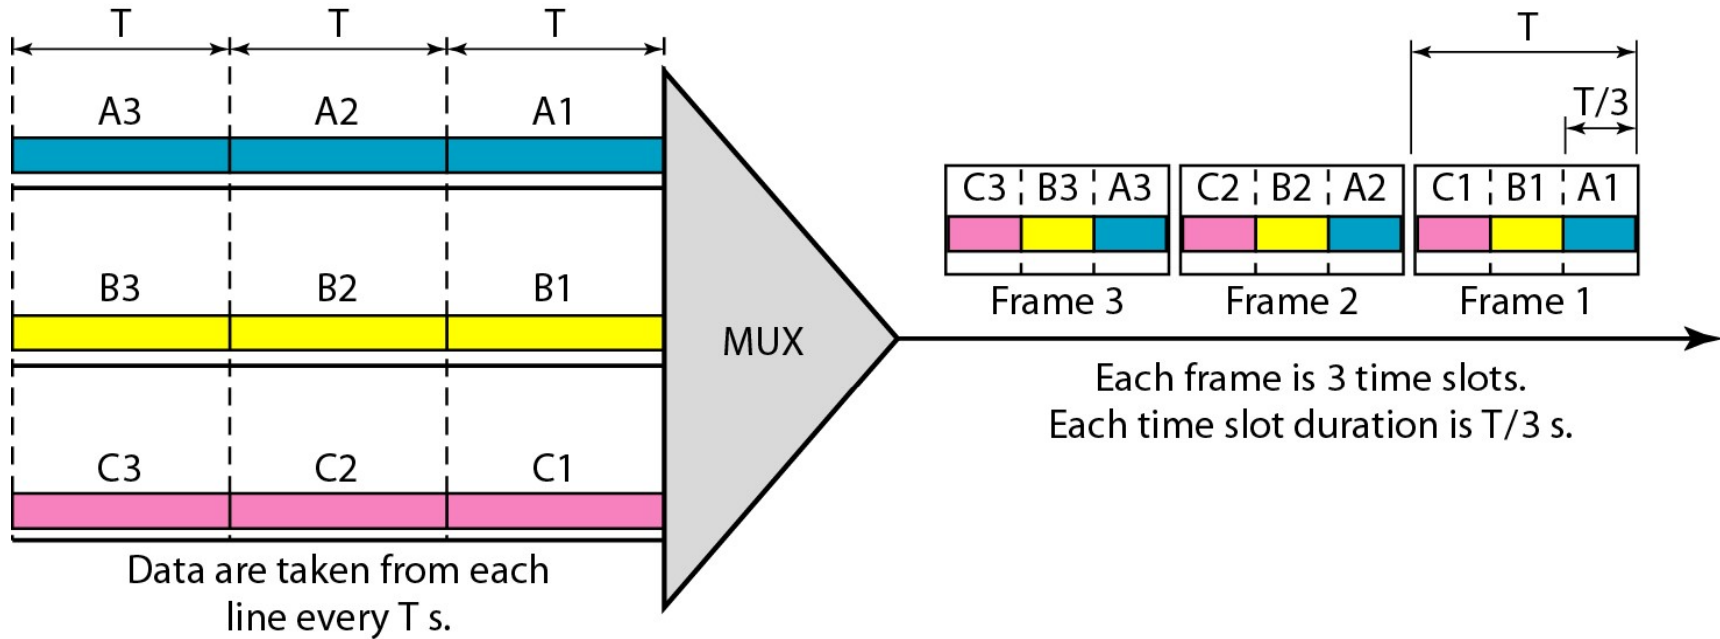 T T T
T
T/3
A3 A2 A1
C3 B3 A3 C2 B2 A2 C1 B1 A1
B3 B2 B1
Frame 3 Frame 2 Frame 1
MUX
Each frame is 3 time slots.
Each time slot duration is T/3 s.
C3 C2 C1
Data are taken from each
line every T s.